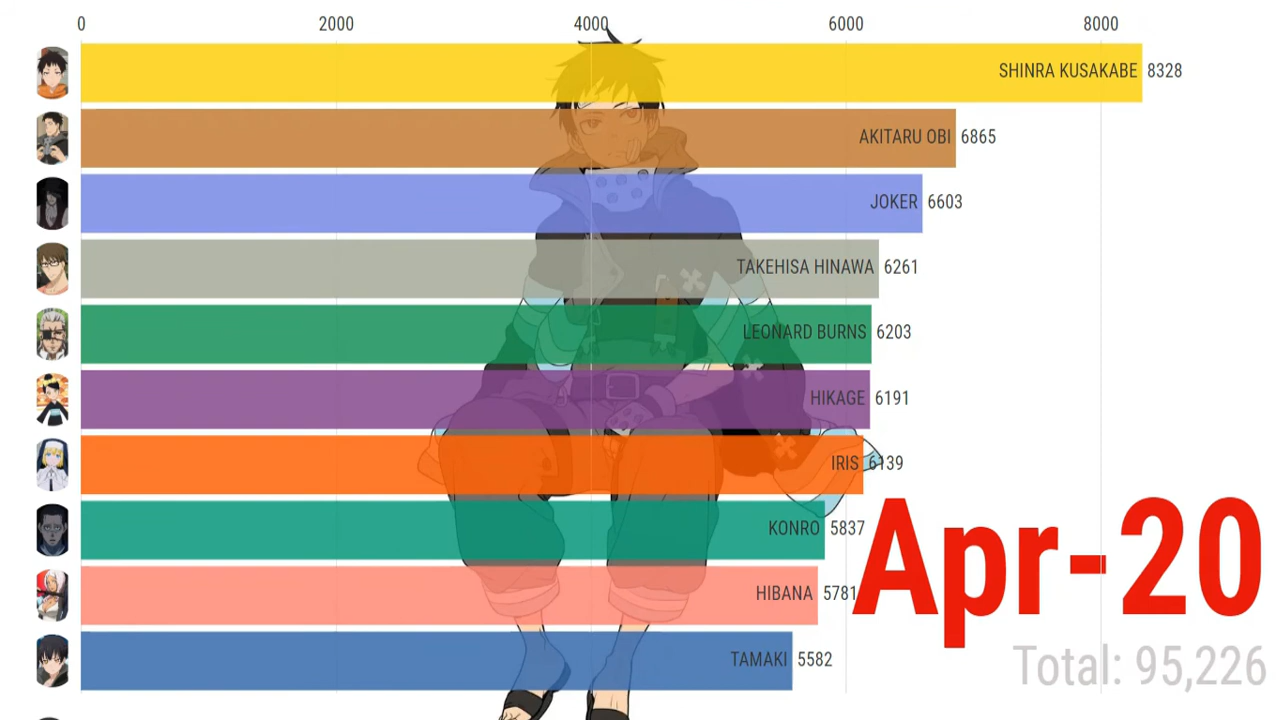 0 2000 4000 6000 8000
SHINRA KUSAKABE 8328
AKITARU OBI 6865
JOKER 6603
TAKEHISA HINAWA 6261
LEONARD BURNS 6203
HIKAGE 6191
IRIS 6139
KONRO 5837
HIBANA 5781
TAMAKI 5582
Apr-20
Total: 95,226